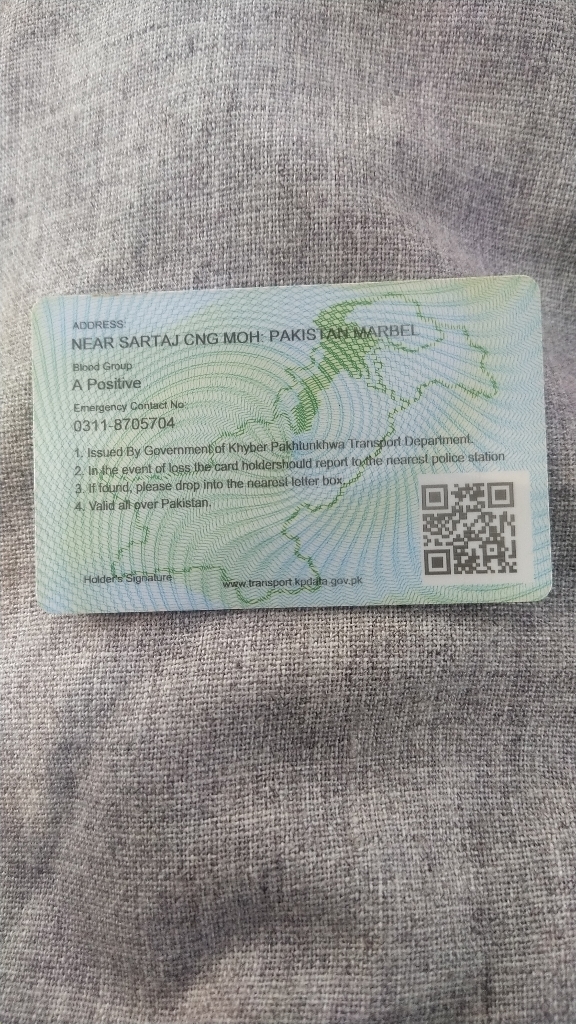 ADDRESS:
NEAR SARTAJ CNG MOH: PAKISTAN MARBEL
Blood Group
A Positive
Emergency Contact No.
0311-8705704
1. Issued By Government of Khyber Pakhtunkhwa Transport Department.
2. In the event of loss the card holdershould report to the nearest police station
3. If found, please drop into the nearest letter box.
4. Valid all over Pakistan.
Holder's Signature
www.transport.kpdata.gov.pk